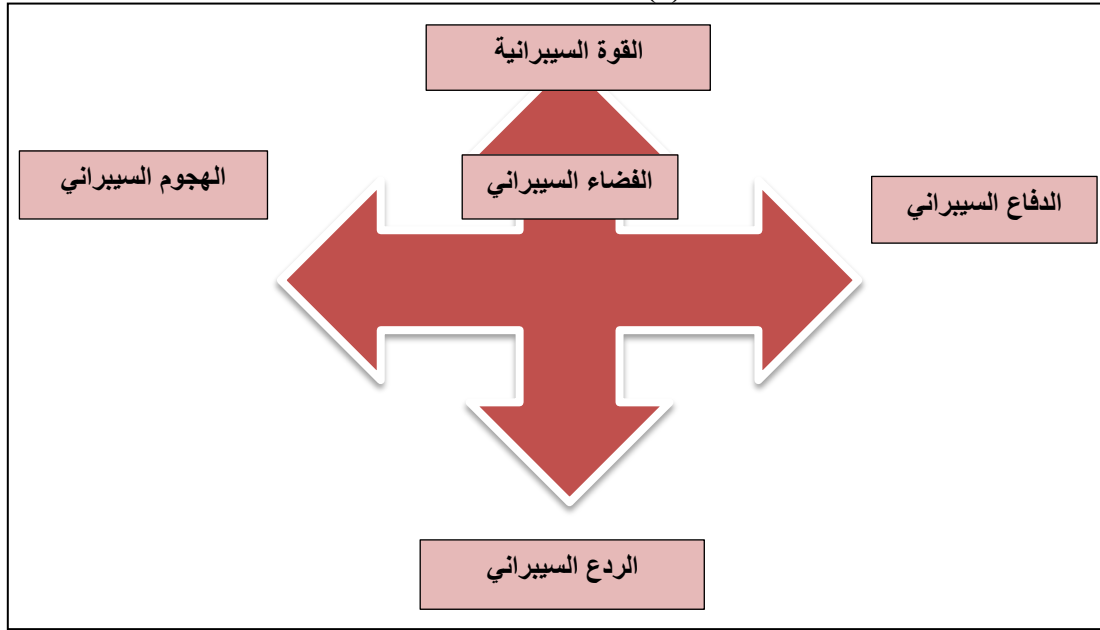 القوة السيبرانية
الهجوم السيبراني
الفضاء السيبراني
الدفاع السيبراني
الردع السيبراني